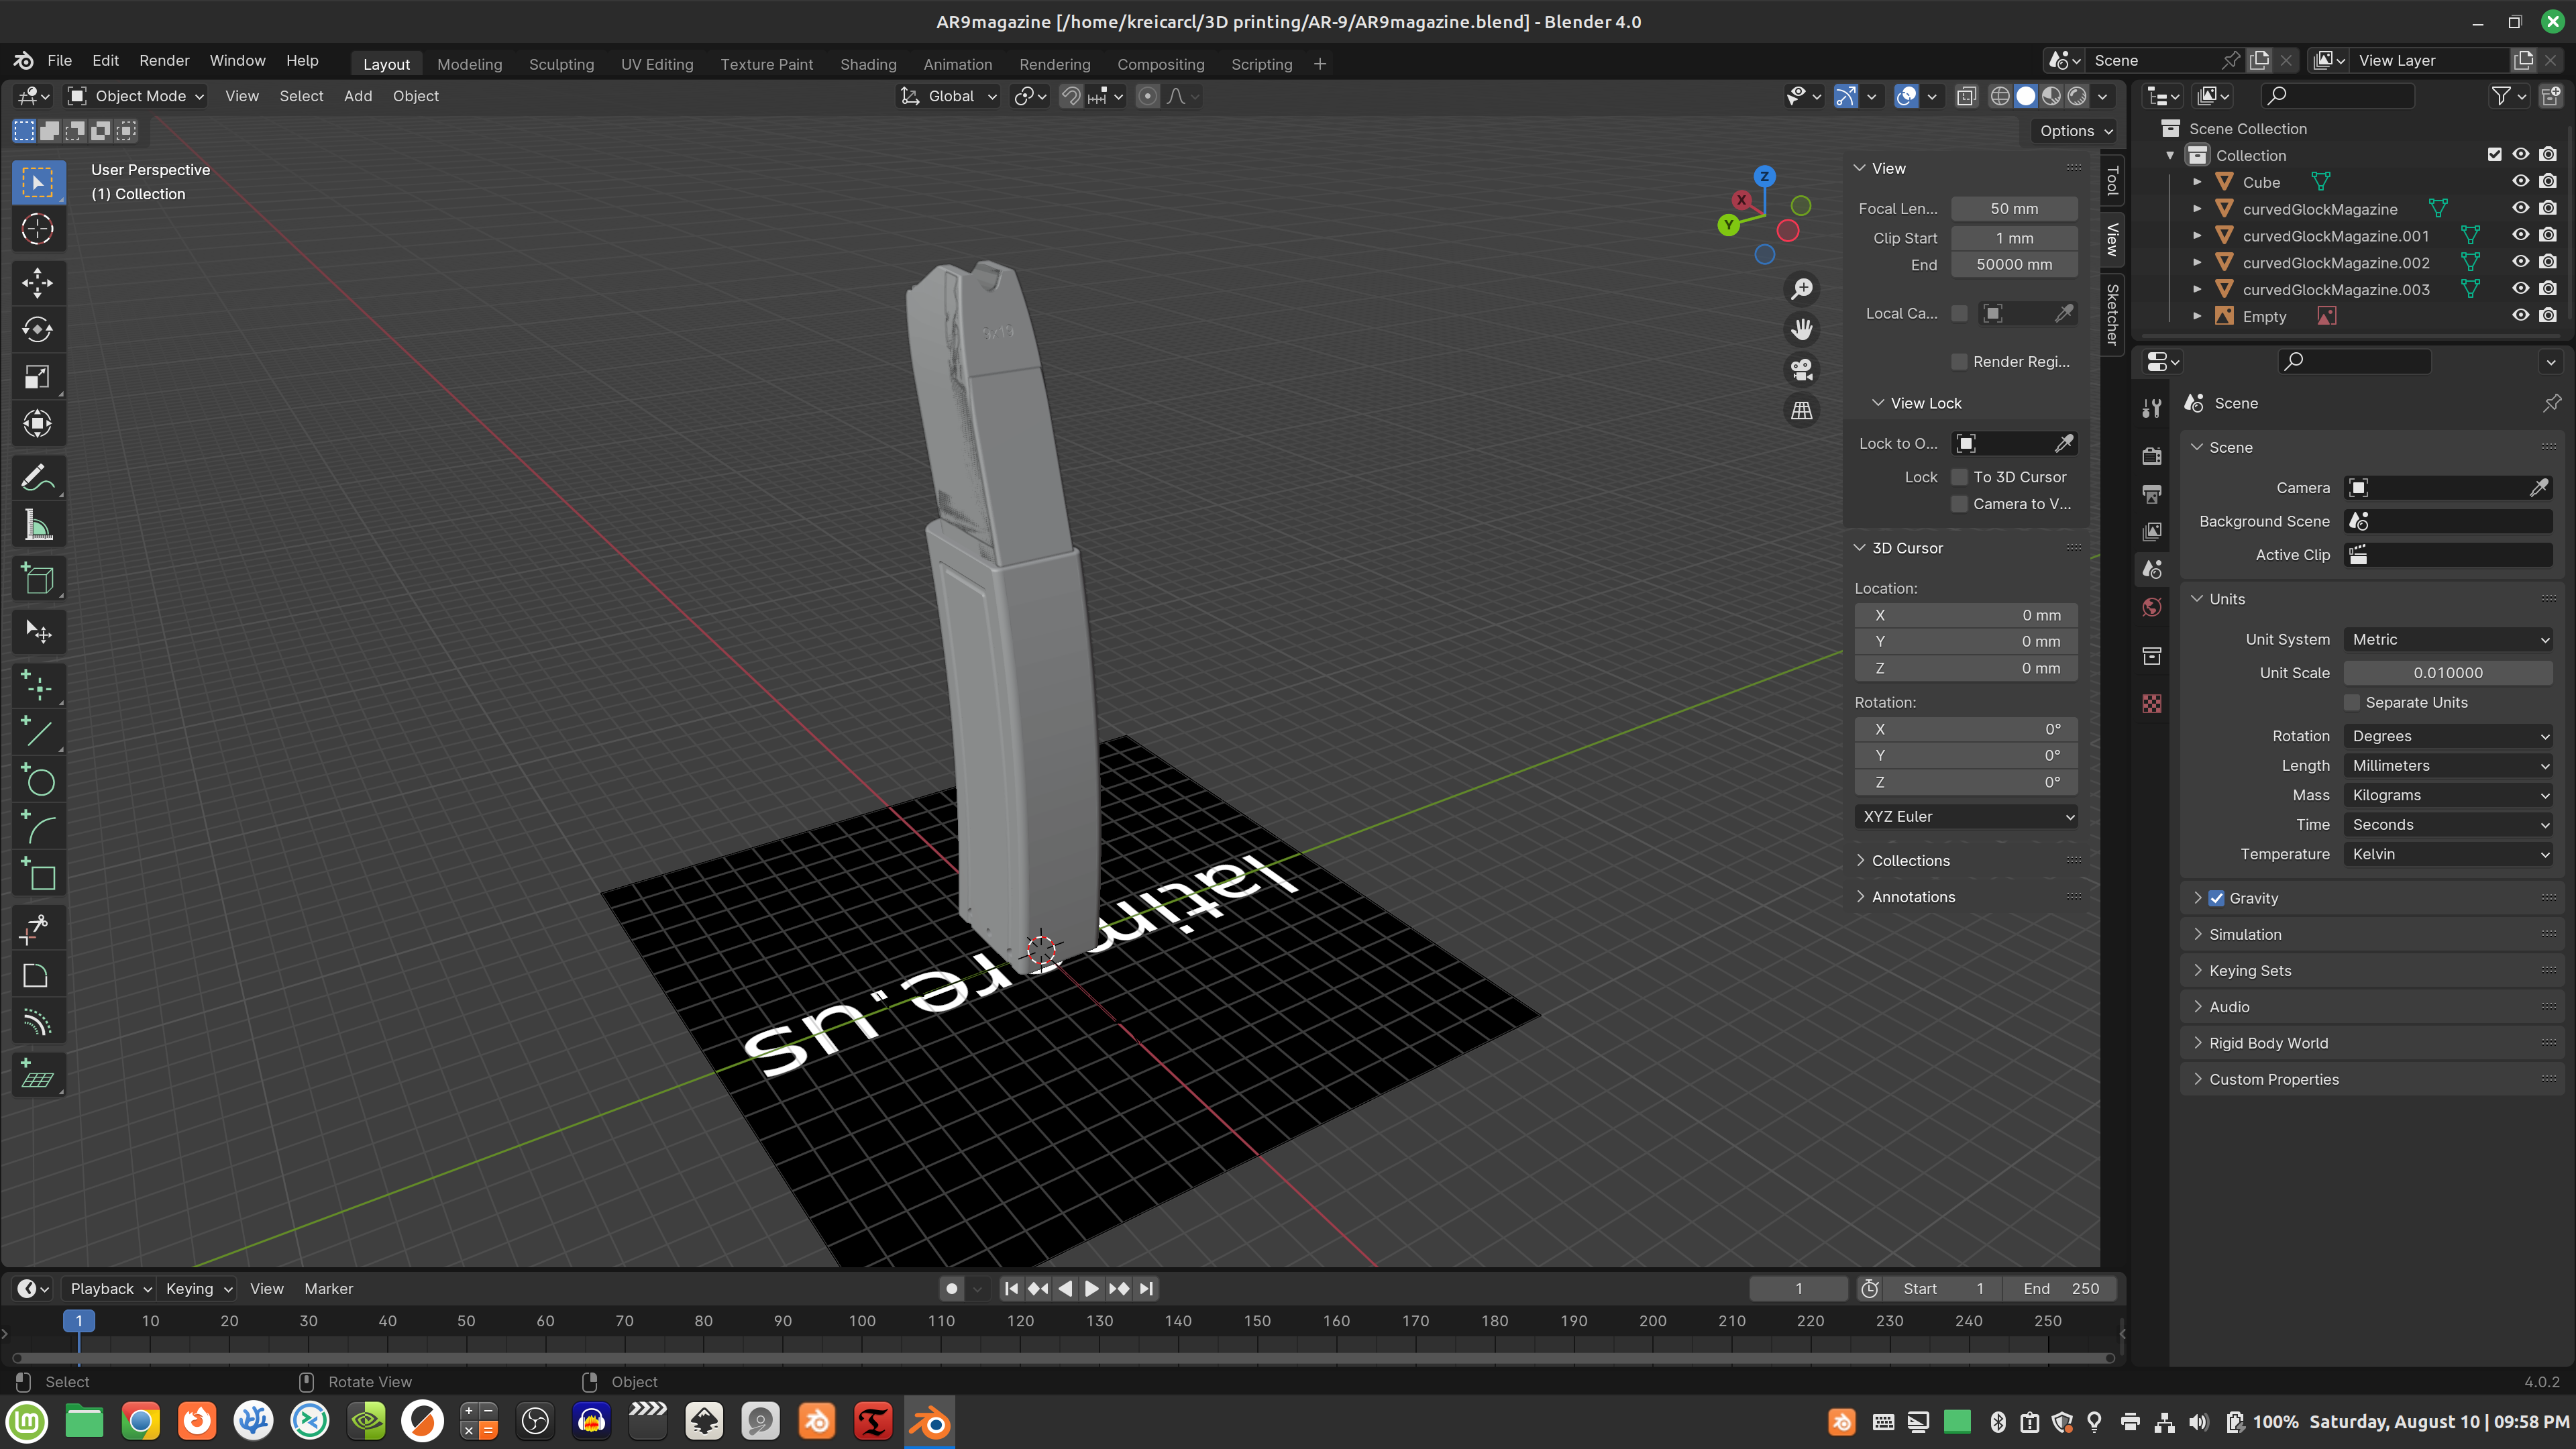 AR9magazine [/home/kreicarcl/3D printing/AR-9/AR9magazine.blend] - Blender 4.0
File Edit Render Window Help Layout Modeling Sculpting UV Editing Texture Paint Shading Animation Rendering Compositing Scripting + Scene View Layer
Object Mode View Select Add Object Global
Options
User Perspective
(1) Collection
Z
X
Y
9/19
View
Focal Len... 50 mm
Clip Start 1 mm
End 50000 mm
Local Ca...
Render Regi...
View Lock
Lock to O...
Lock To 3D Cursor
Camera to V...
3D Cursor
Location:
X 0 mm
Y 0 mm
Z 0 mm
Rotation:
X 0°
Y 0°
Z 0°
XYZ Euler
Collections
Annotations
Tool
View
Sketcher
Scene Collection
Collection
Cube
curvedGlockMagazine
curvedGlockMagazine.001
curvedGlockMagazine.002
curvedGlockMagazine.003
Empty
Scene
Scene
Camera
Background Scene
Active Clip
Units
Unit System Metric
Unit Scale 0.010000
Separate Units
Rotation Degrees
Length Millimeters
Mass Kilograms
Time Seconds
Temperature Kelvin
Gravity
Simulation
Keying Sets
Audio
Rigid Body World
Custom Properties
Playback Keying View Marker 1 Start 1 End 250
1 10 20 30 40 50 60 70 80 90 100 110 120 130 140 150 160 170 180 190 200 210 220 230 240 250
Select Rotate View Object 4.0.2
100% Saturday, August 10 | 09:58 PM